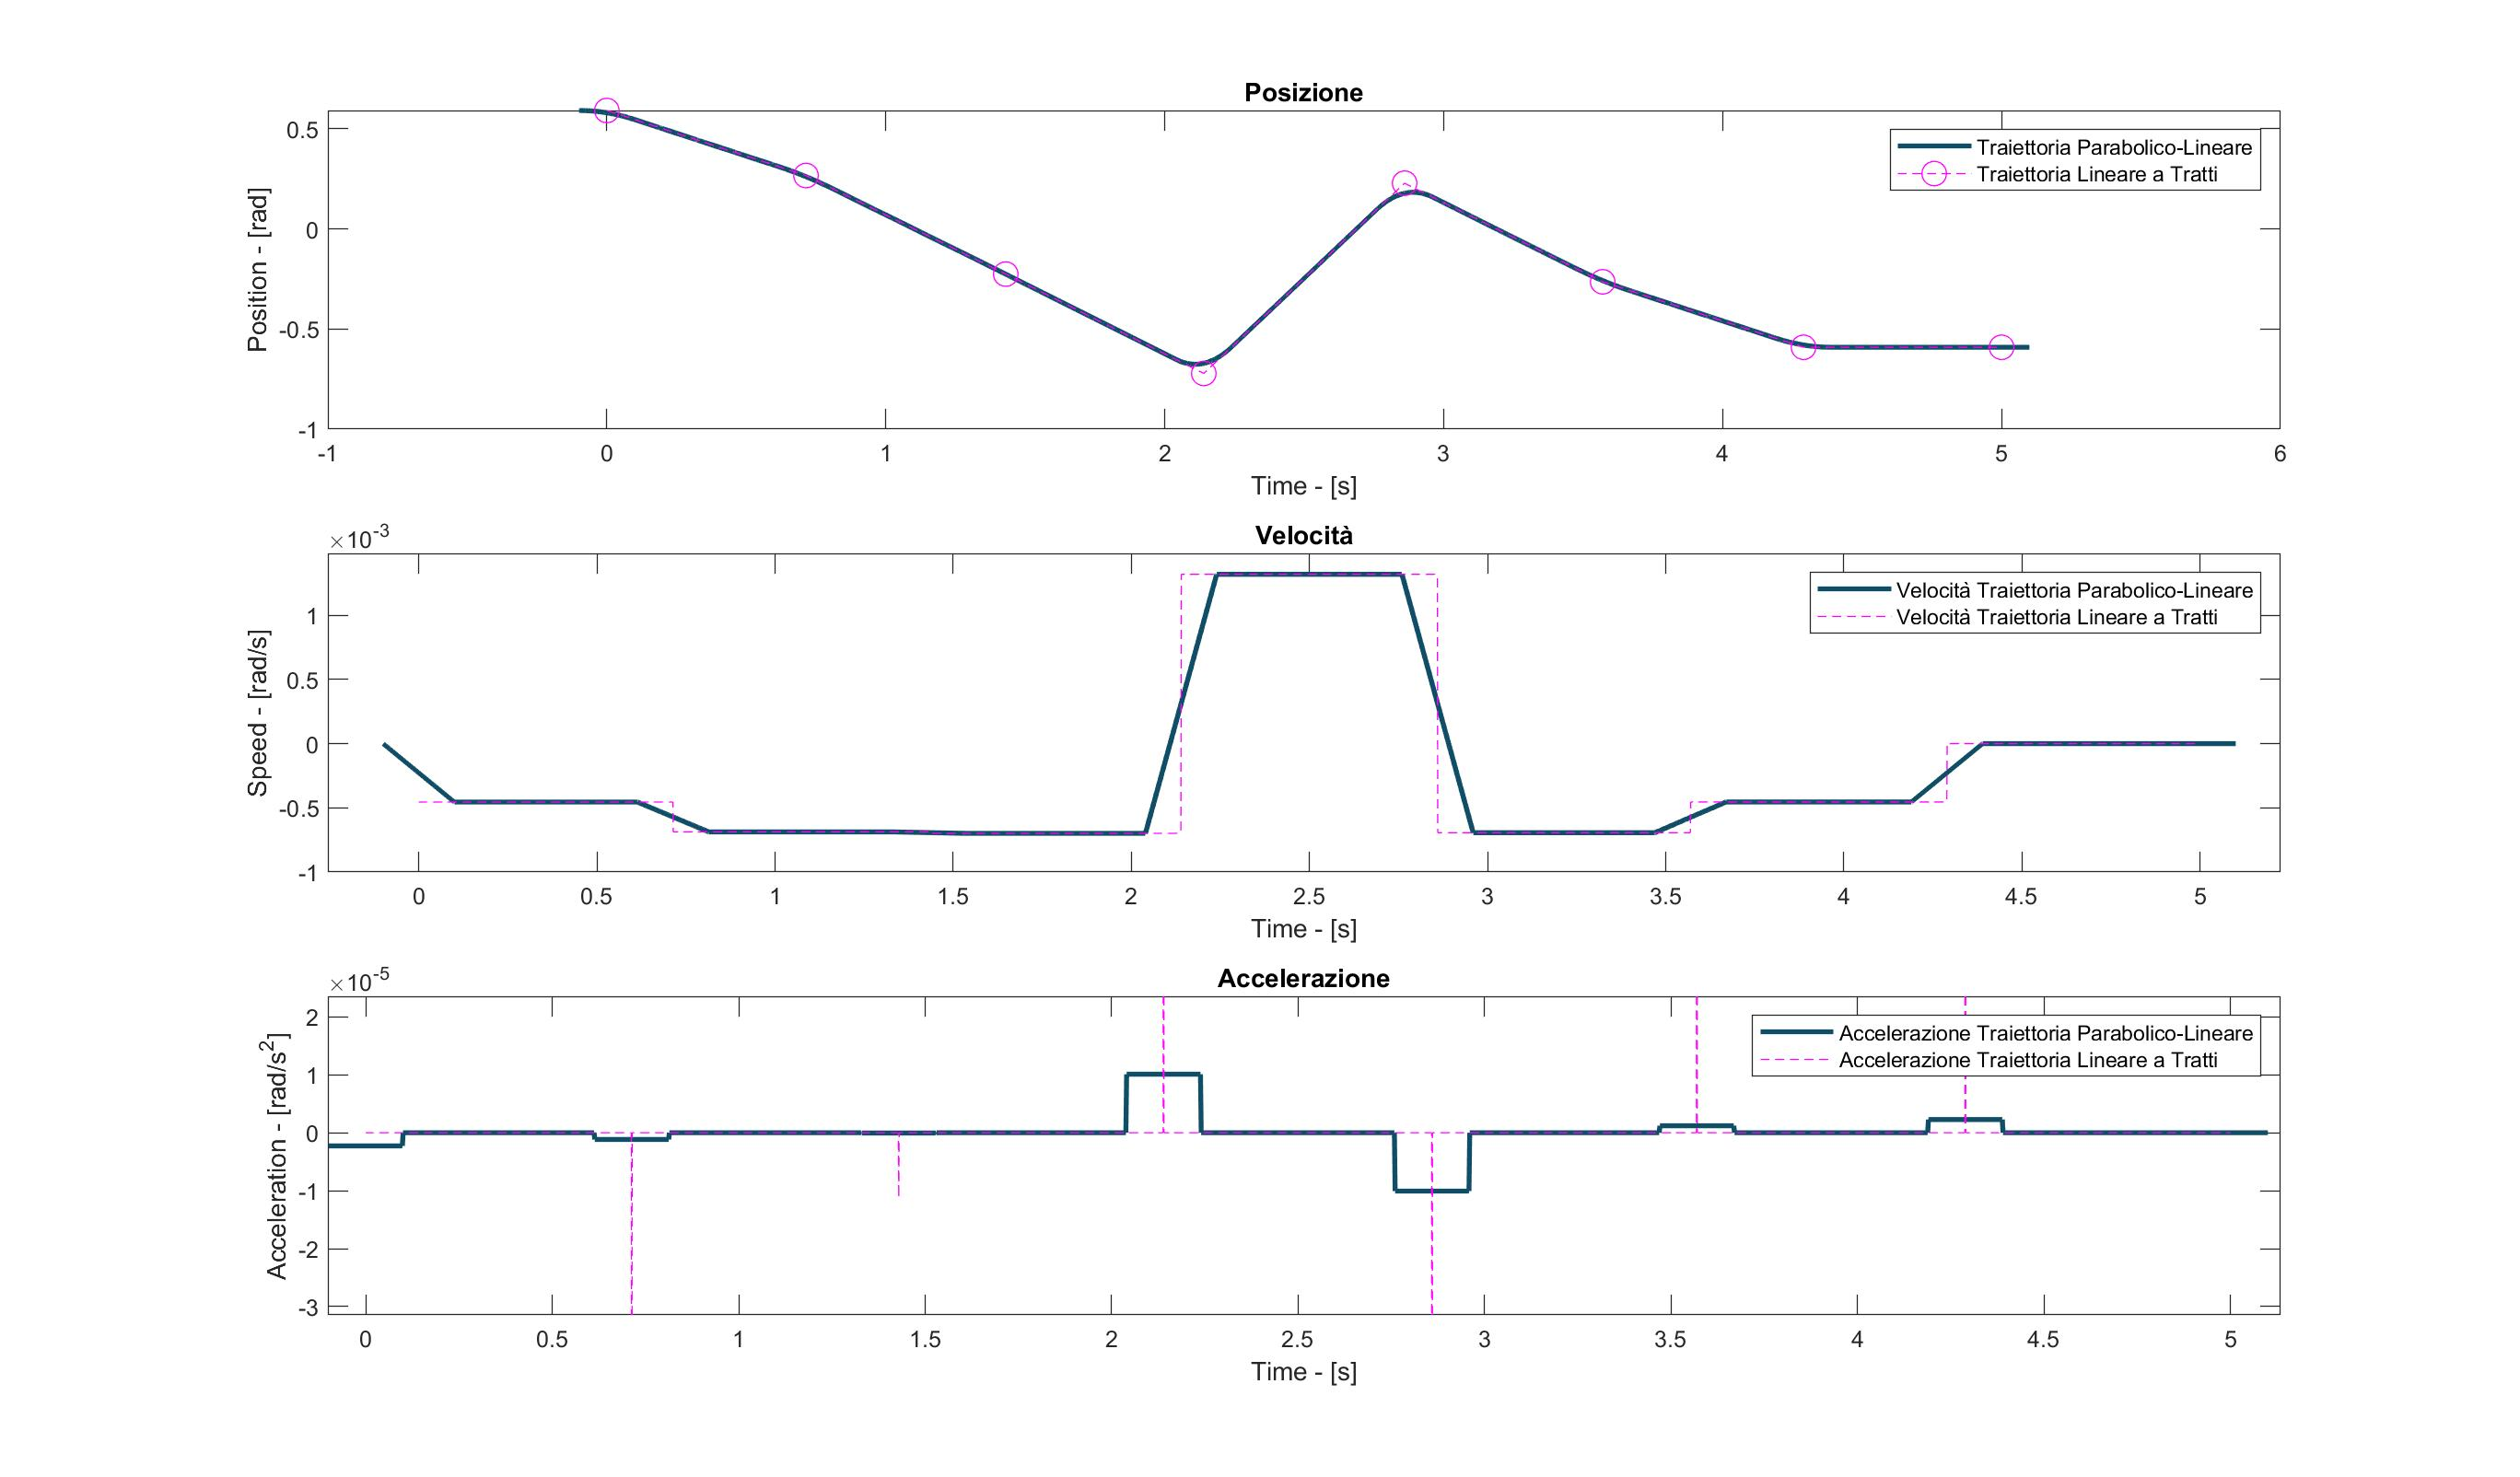 Posizione
0.5
0
-0.5
-1
Position - [rad]
Traiettoria Parabolico-Lineare
Traiettoria Lineare a Tratti
-1 0 1 2 3 4 5 6
Time - [s]
×10-3
Velocità
1
0.5
0
-0.5
-1
Speed - [rad/s]
Velocità Traiettoria Parabolico-Lineare
Velocità Traiettoria Lineare a Tratti
0 0.5 1 1.5 2 2.5 3 3.5 4 4.5 5
Time - [s]
×10-5
Accelerazione
2
1
0
-1
-2
-3
Acceleration - [rad/s2]
Accelerazione Traiettoria Parabolico-Lineare
Accelerazione Traiettoria Lineare a Tratti
0 0.5 1 1.5 2 2.5 3 3.5 4 4.5 5
Time - [s]